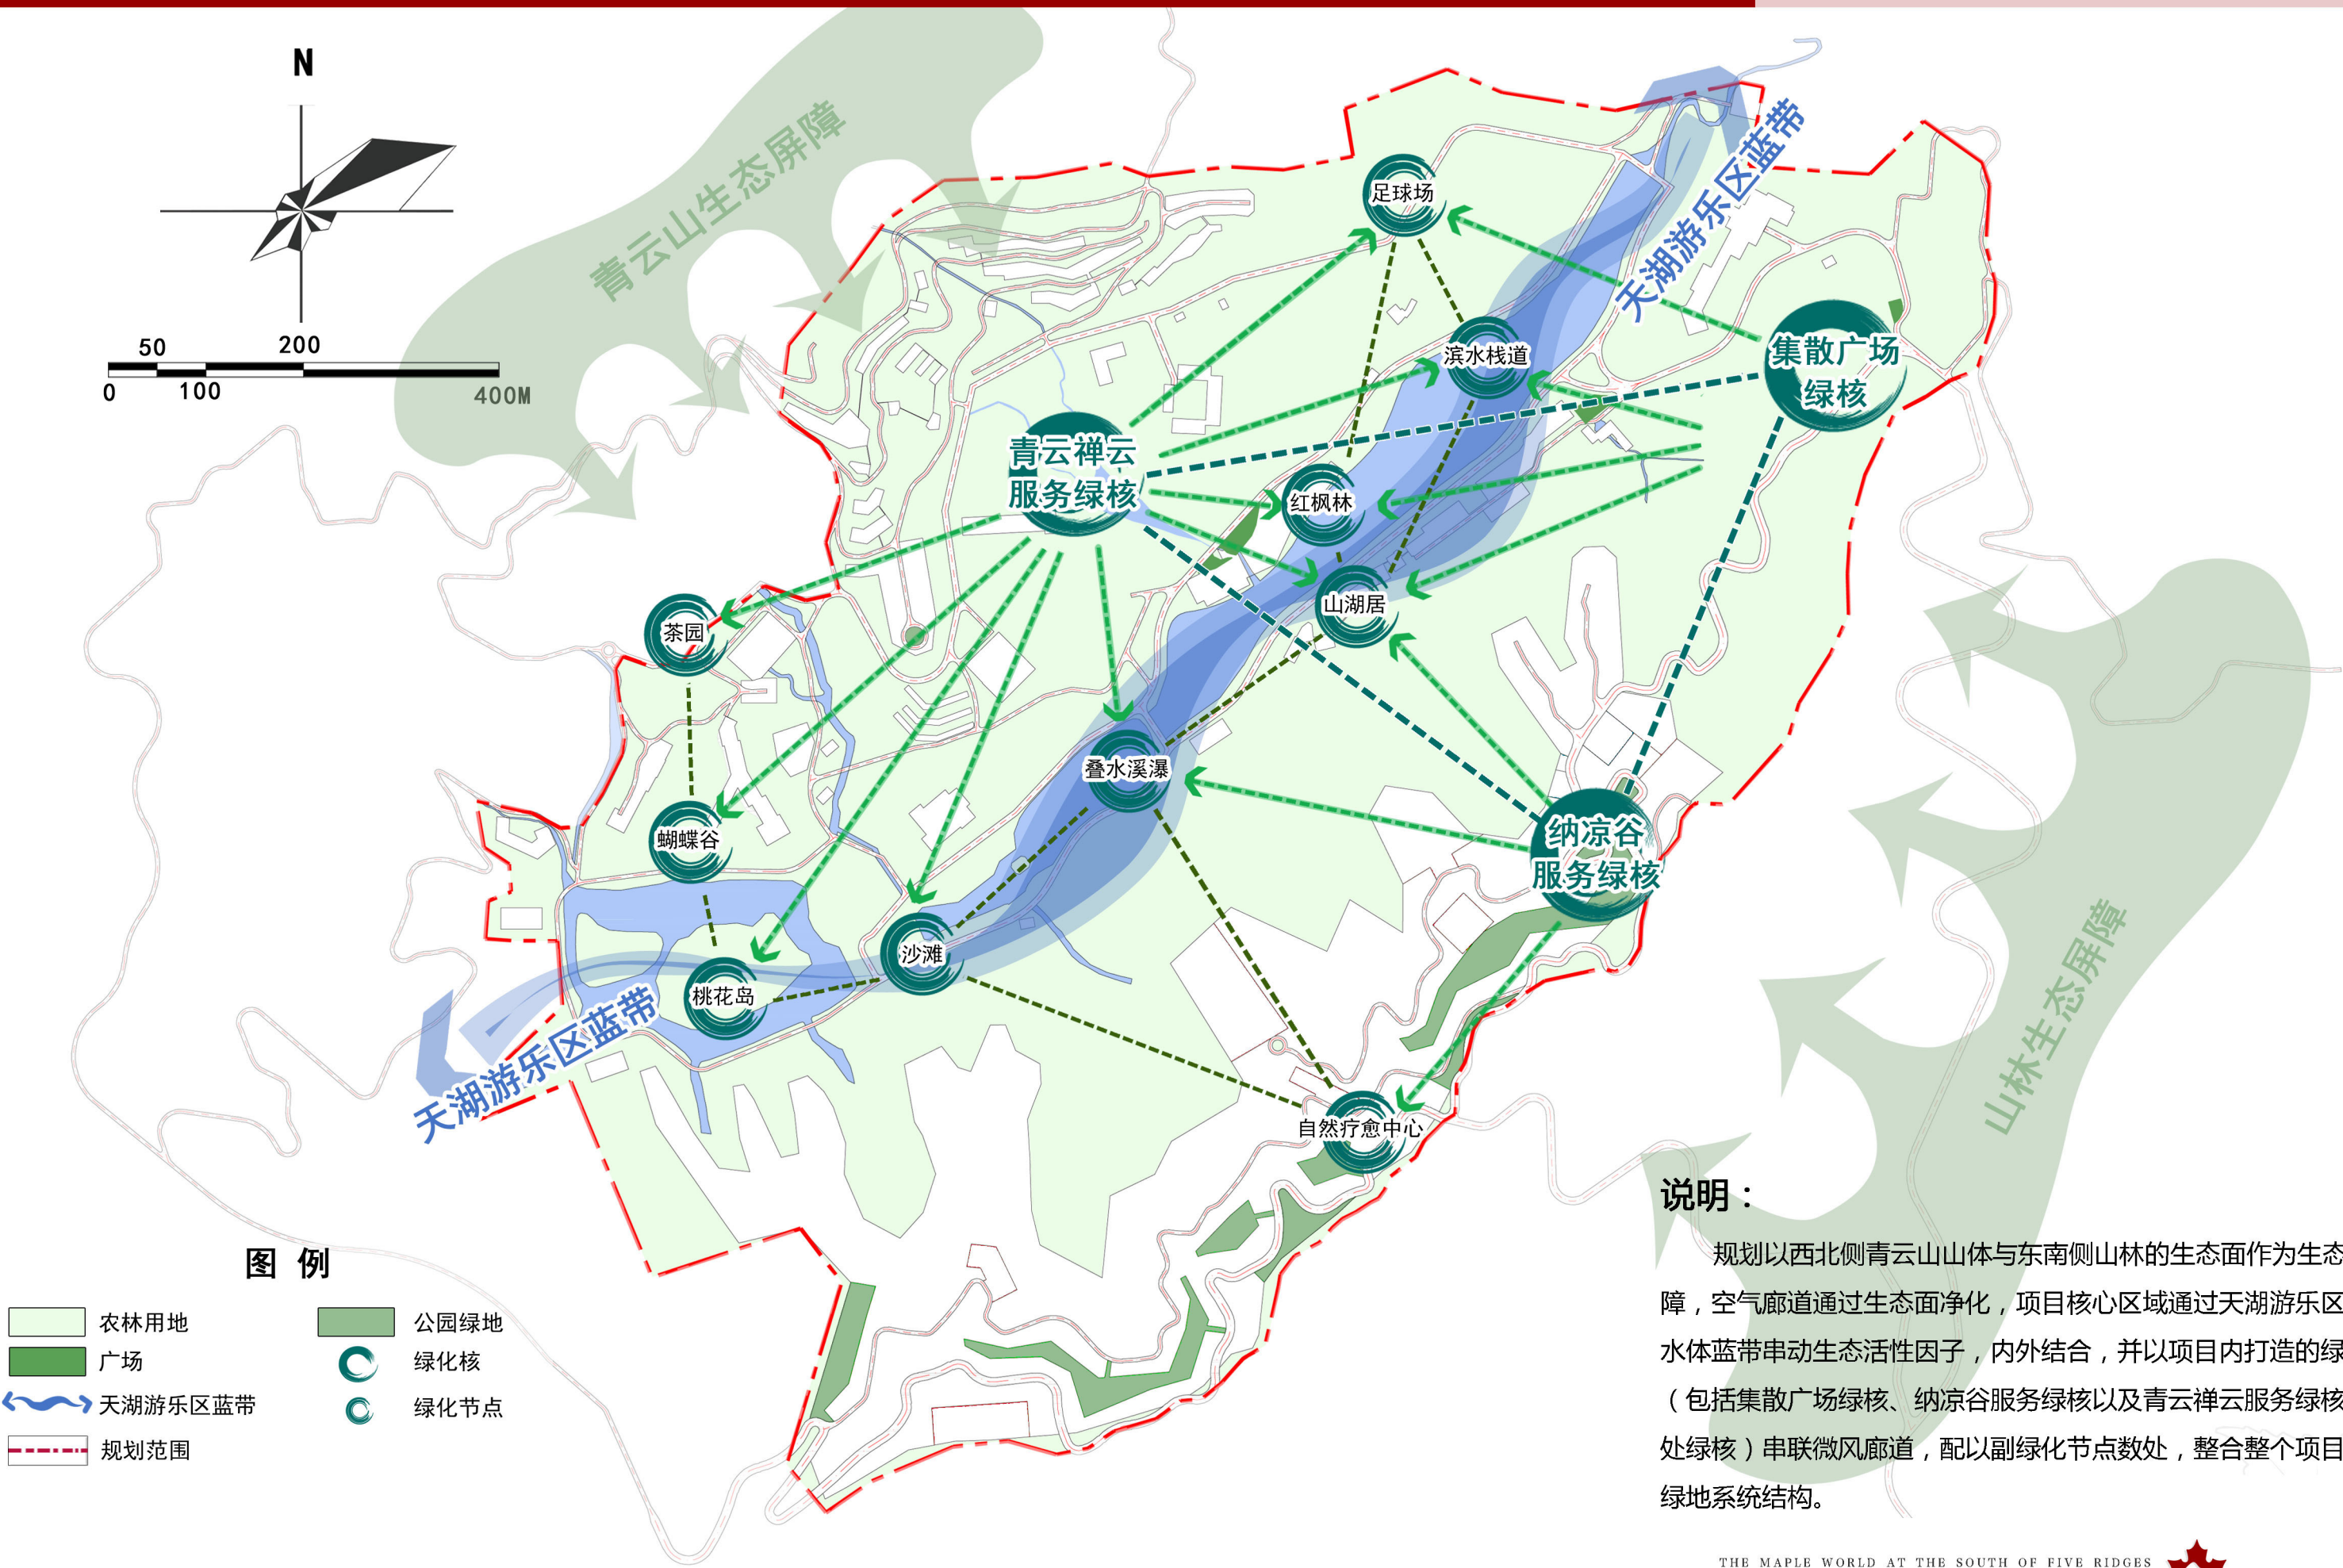 N
50
200
0
100
400M
青云山生态屏障
天湖游乐区蓝带
足球场
滨水栈道
集散广场
绿核
青云禅云
服务绿核
红枫林
山湖居
茶园
叠水溪瀑
蝴蝶谷
纳凉谷
服务绿核
沙滩
桃花岛
天湖游乐区蓝带
自然疗愈中心
山林生态屏障
图 例
农林用地
公园绿地
广场
绿化核
天湖游乐区蓝带
绿化节点
规划范围
说明：
规划以西北侧青云山山体与东南侧山林的生态面作为生态
障，空气廊道通过生态面净化，项目核心区域通过天湖游乐区
水体蓝带串动生态活性因子，内外结合，并以项目内打造的绿
（包括集散广场绿核、纳凉谷服务绿核以及青云禅云服务绿核
处绿核）串联微风廊道，配以副绿化节点数处，整合整个项目
绿地系统结构。
THE MAPLE WORLD AT THE SOUTH OF FIVE RIDGES